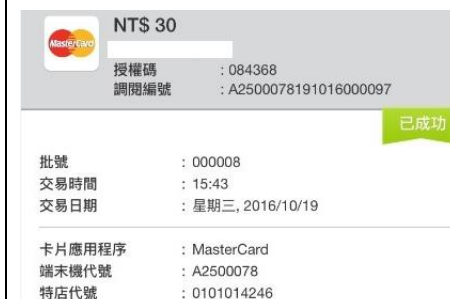 MasterCard
NT$ 30
授權碼 : 084368
調閱編號 : A2500078191016000097
已成功
批號 : 000008
交易時間 : 15:43
交易日期 : 星期三, 2016/10/19
卡片應用程序 : MasterCard
端末機代號 : A2500078
特店代號 : 0101014246